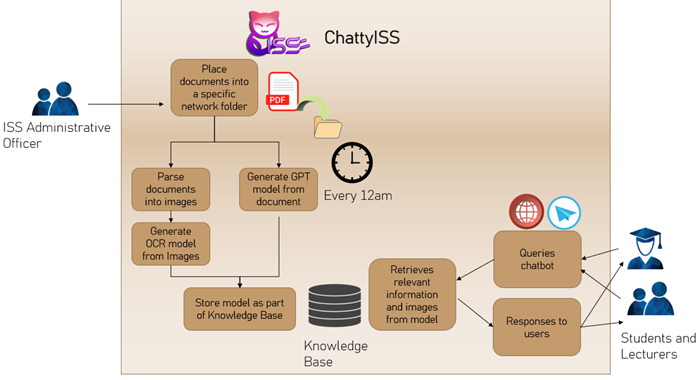 ISS
ChattyISS
Place
documents into
a specific
network folder
PDF
ISS Administrative
Officer
Parse
documents
into images
Generate GPT
model from
document
Every 12am
Generate
OCR model
from Images
Store model as part
of Knowledge Base
Knowledge
Base
Retrieves
relevant
information
and images
from model
Queries
chatbot
Responses to
users
Students and
Lecturers